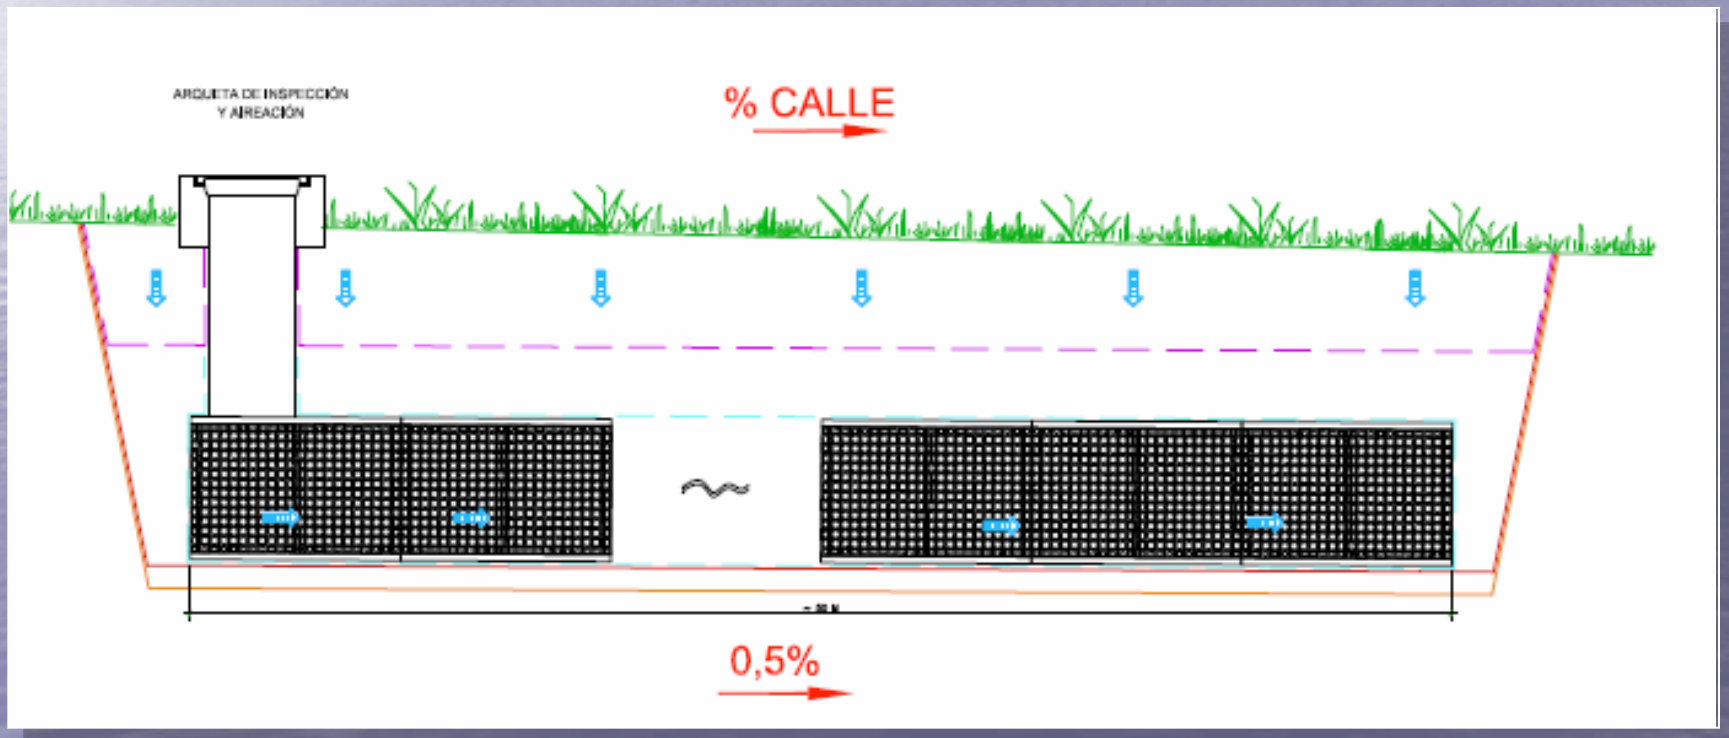 ARQUETA DE INSPECCIÓN
Y AIREACIÓN
% CALLE
0,5%